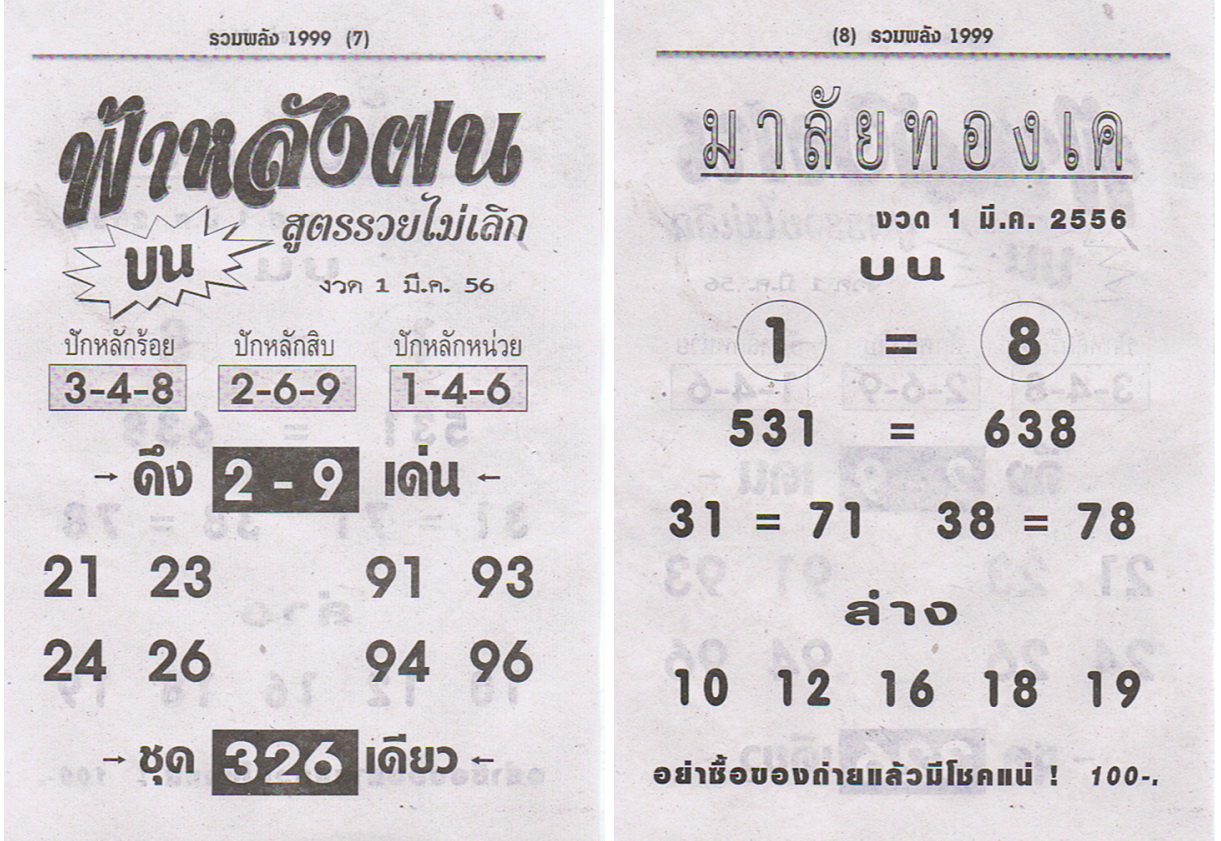 รวมพลัง 1999 (7)
ฟ้าหลังฝน
สูตรรวยไม่เลิก
บน
งวด 1 มี.ค. 56
ปักหลักร้อย ปักหลักสิบ ปักหลักหน่วย
3-4-8 2-6-9 1-4-6
→ ดึง 2 - 9 เด่น ←
21 23 91 93
24 26 94 96
→ ชุด 326 เดียว ←
(8) รวมพลัง 1999
มาลัยทองเค
งวด 1 มี.ค. 2556
บน
1 = 8
531 = 638
31 = 71 38 = 78
ล่าง
10 12 16 18 19
อย่าซื้อของถ่ายแล้วมีโชคแน่ ! 100-.